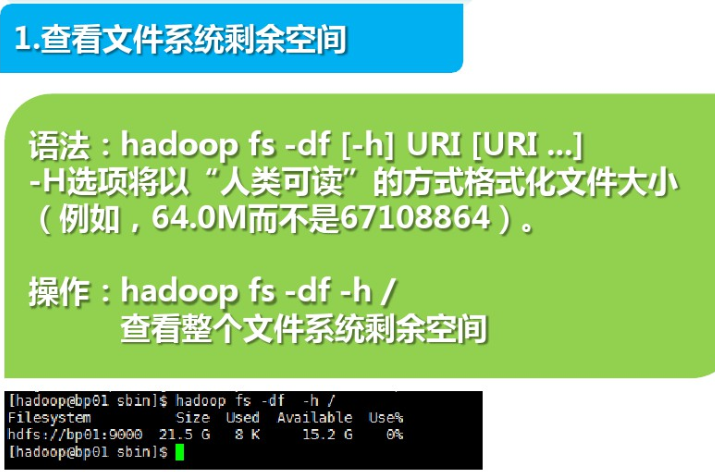 1.查看文件系统剩余空间
语法：hadoop fs -df [-h] URI [URI ...]
-H选项将以“人类可读”的方式格式化文件大小
（例如，64.0M而不是67108864）。
操作：hadoop fs -df -h /
查看整个文件系统剩余空间
[hadoop@bp01 sbin]$ hadoop fs -df  -h /
Filesystem          Size  Used  Available  Use%
hdfs://bp01:9000  21.5 G   8 K     15.2 G    0%
[hadoop@bp01 sbin]$